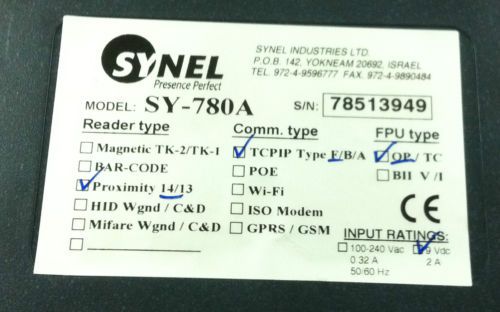 SYNEL
Presence Perfect
SYNEL INDUSTRIES LTD.
P.O.B. 142, YOKNEAM 20692, ISRAEL
TEL. 972-4-9596777 FAX. 972-4-9890484
MODEL: SY-780A
S/N: 78513949
Reader type
Magnetic TK-2/TK-1
BAR-CODE
Proximity 14/13
HID Wgnd / C&D
Mifare Wgnd / C&D
Comm. type
TCPIP Type F/B/A
POE
Wi-Fi
ISO Modem
GPRS / GSM
FPU type
OP / TC
BII V / I
CE
INPUT RATINGS:
100-240 Vac 9 Vdc
0.32 A 2 A
50/60 Hz